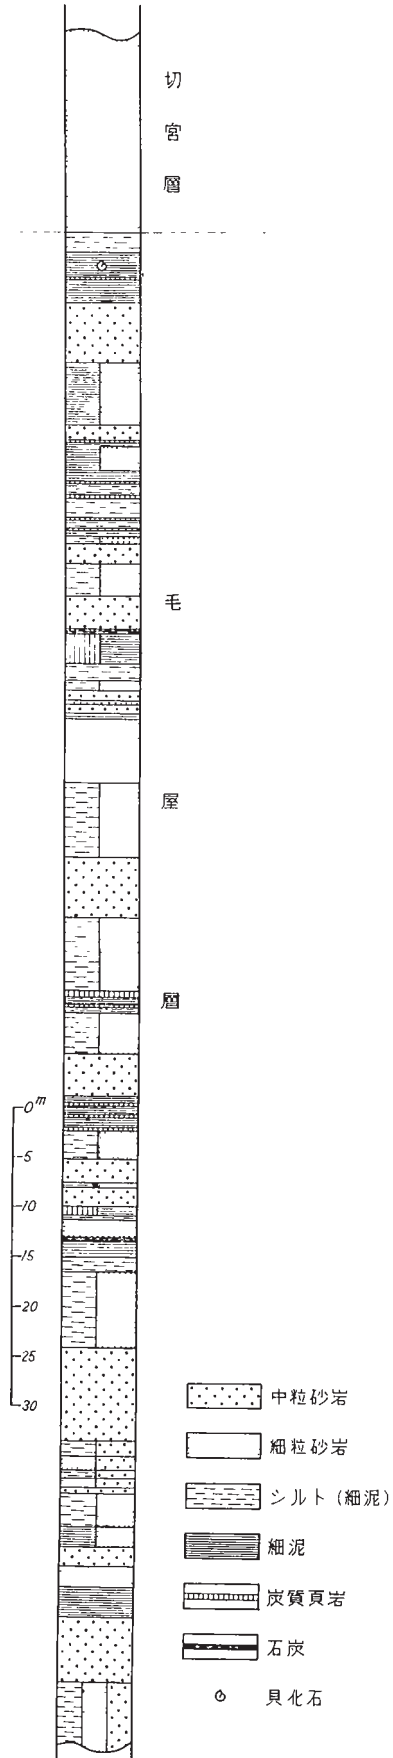 切宮層
毛屋層
0 m
5
10
15
20
25
30
中粒砂岩
細粒砂岩
シルト (細泥)
細泥
炭質頁岩
石炭
貝化石